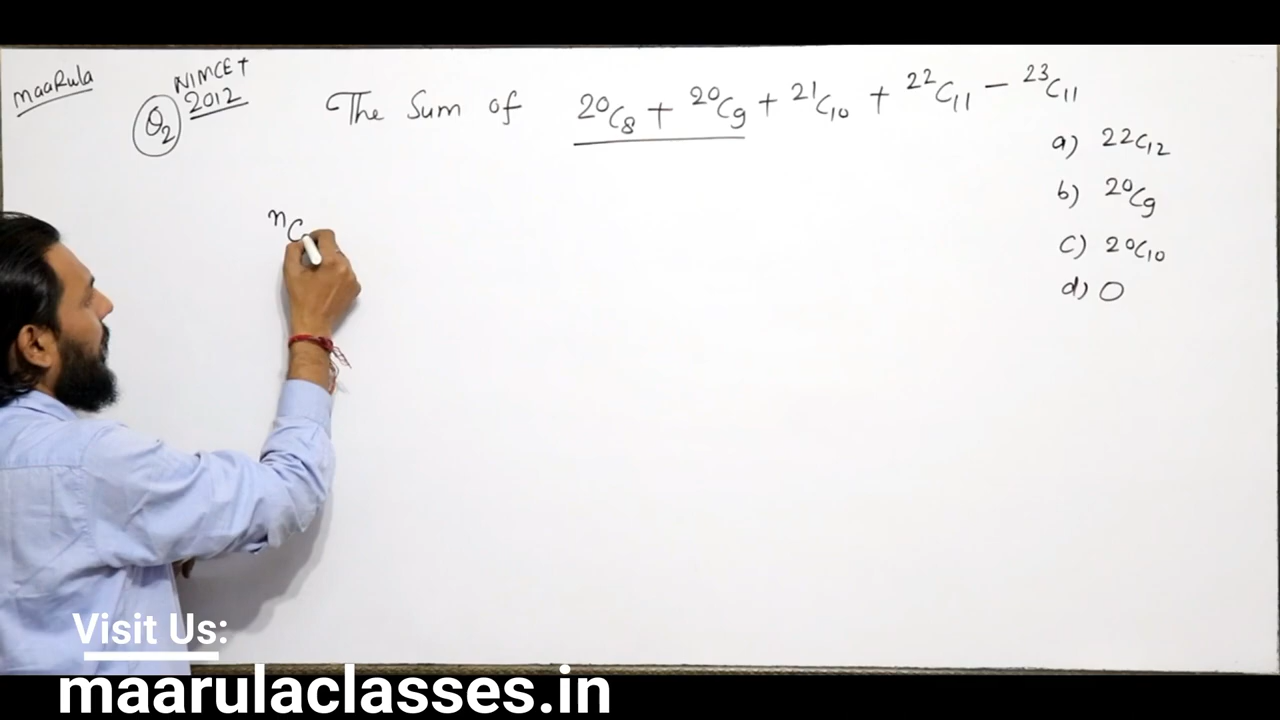 MaaRula
Q2 NIMCET 2012
The Sum of ²⁰C₈ + ²⁰C₉ + ²¹C₁₀ + ²²C₁₁ − ²³C₁₁
a) 22C₁₂
b) ²⁰C₉
c) ²⁰C₁₀
d) 0
ⁿC
Visit Us:
maarulaclasses.in